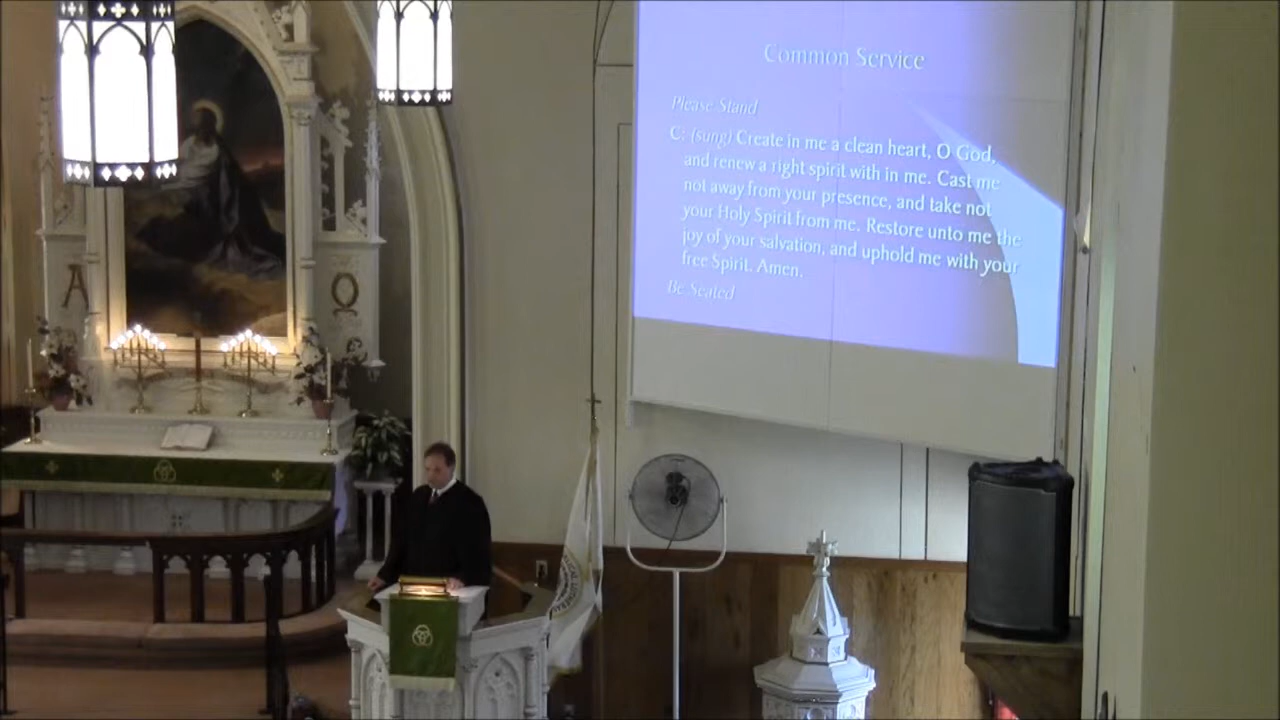 Common Service
Please Stand
C: (sung) Create in me a clean heart, O God,
and renew a right spirit with in me. Cast me
not away from your presence, and take not
your Holy Spirit from me. Restore unto me the
joy of your salvation, and uphold me with your
free Spirit. Amen.
Be Seated
Α
Ω